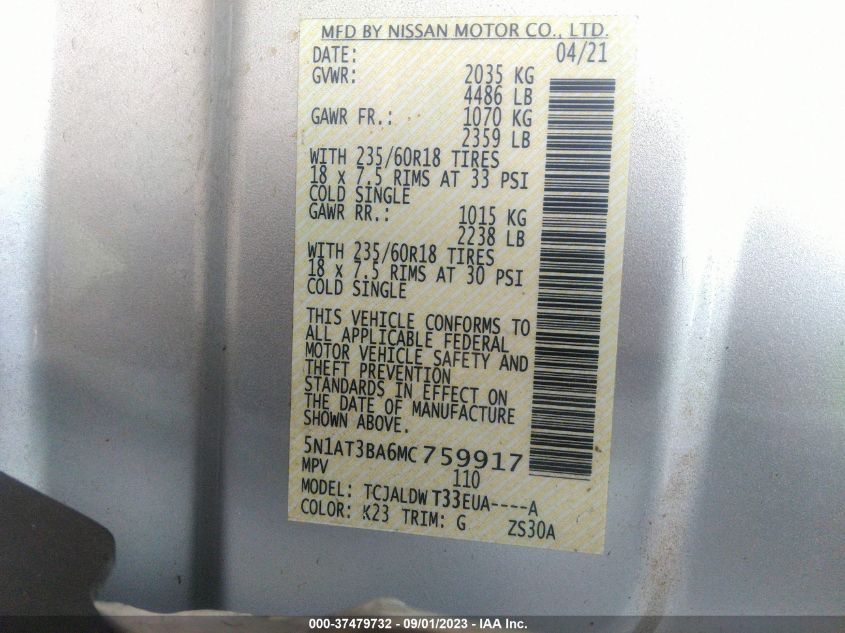 MFD BY NISSAN MOTOR CO., LTD.
DATE: 04/21
GVWR: 2035 KG
4486 LB
GAWR FR.: 1070 KG
2359 LB
WITH 235/60R18 TIRES
18 x 7.5 RIMS AT 33 PSI
COLD SINGLE
GAWR RR.: 1015 KG
2238 LB
WITH 235/60R18 TIRES
18 x 7.5 RIMS AT 30 PSI
COLD SINGLE
THIS VEHICLE CONFORMS TO
ALL APPLICABLE FEDERAL
MOTOR VEHICLE SAFETY AND
THEFT PREVENTION
STANDARDS IN EFFECT ON
THE DATE OF MANUFACTURE
SHOWN ABOVE.
5N1AT3BA6MC759917
MPV 110
MODEL: TCJALDWT33EUA----A
COLOR: K23 TRIM: G ZS30A
000-37479732 - 09/01/2023 - IAA Inc.